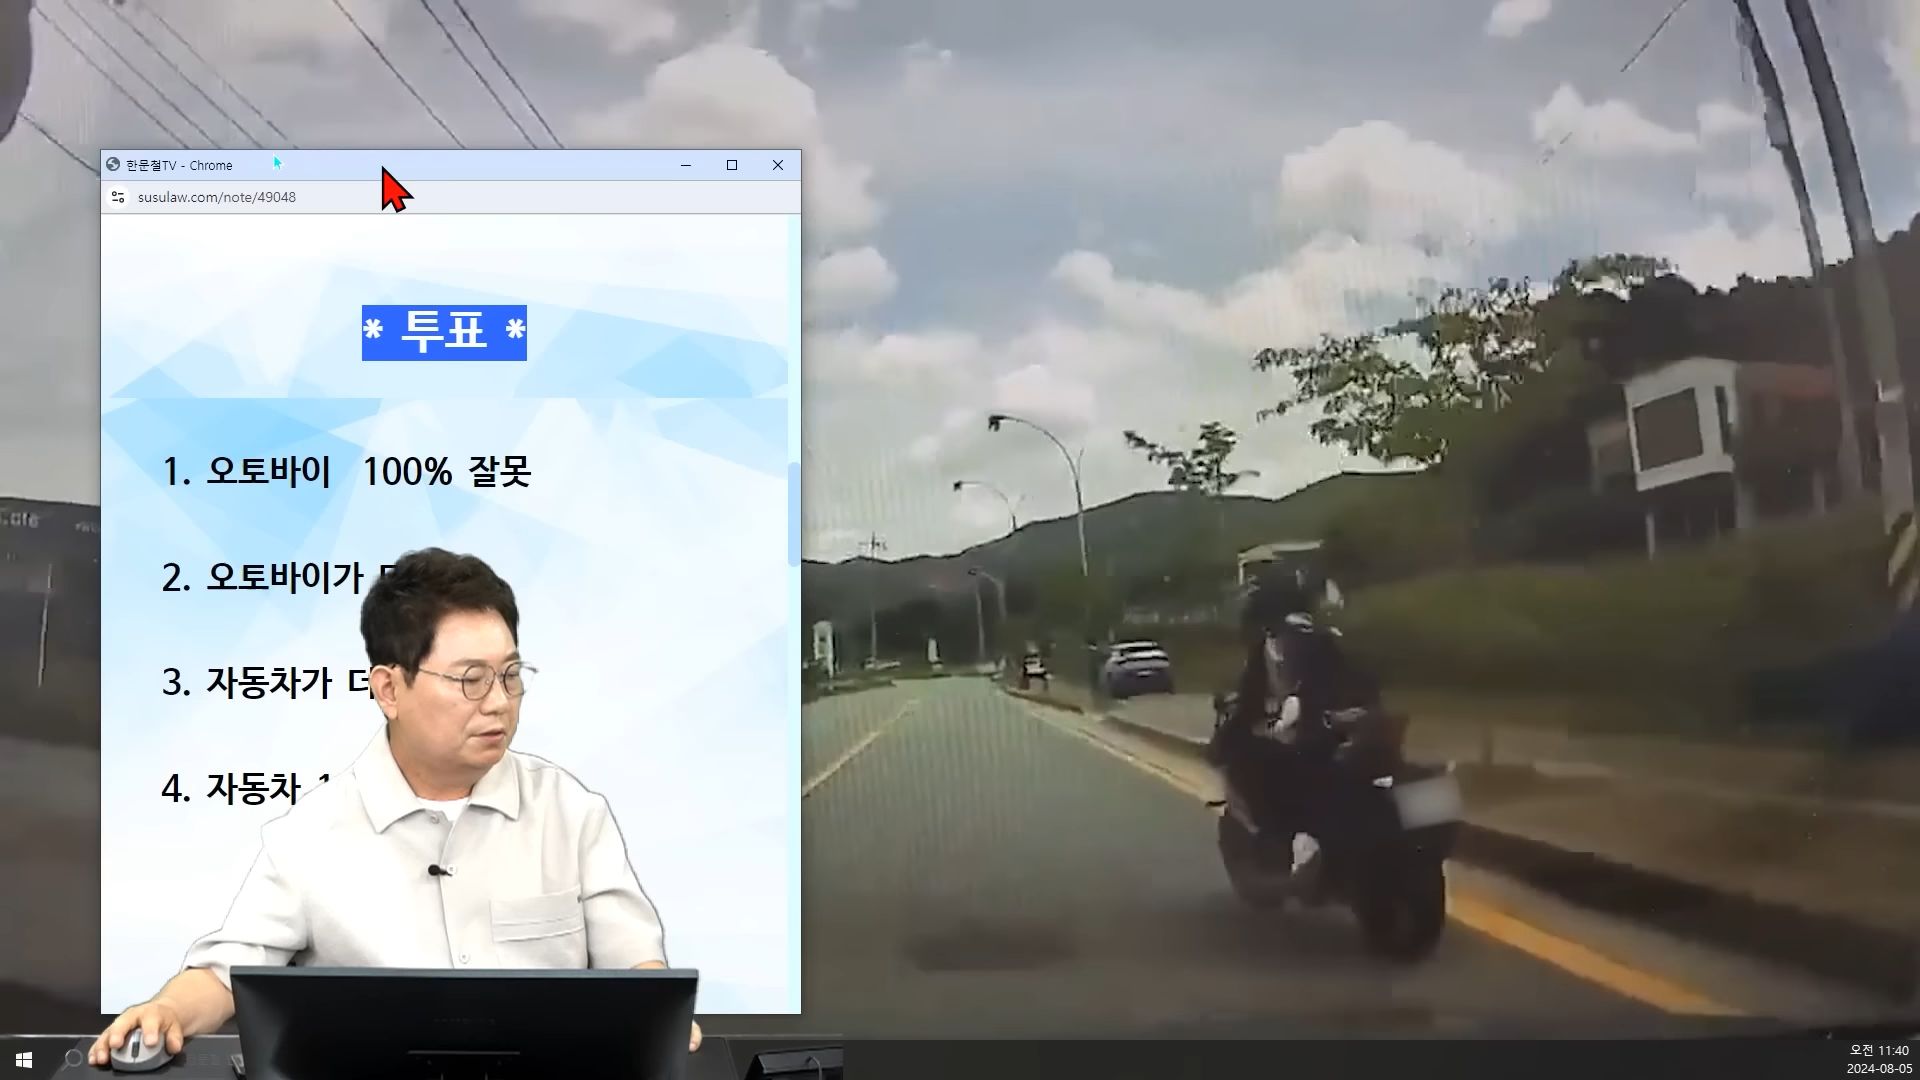 한문철TV - Chrome
susulaw.com/note/49048
* 투표 *
1. 오토바이 100% 잘못
2. 오토바이가
3. 자동차가 더
4. 자동차
오전 11:40
2024-08-05